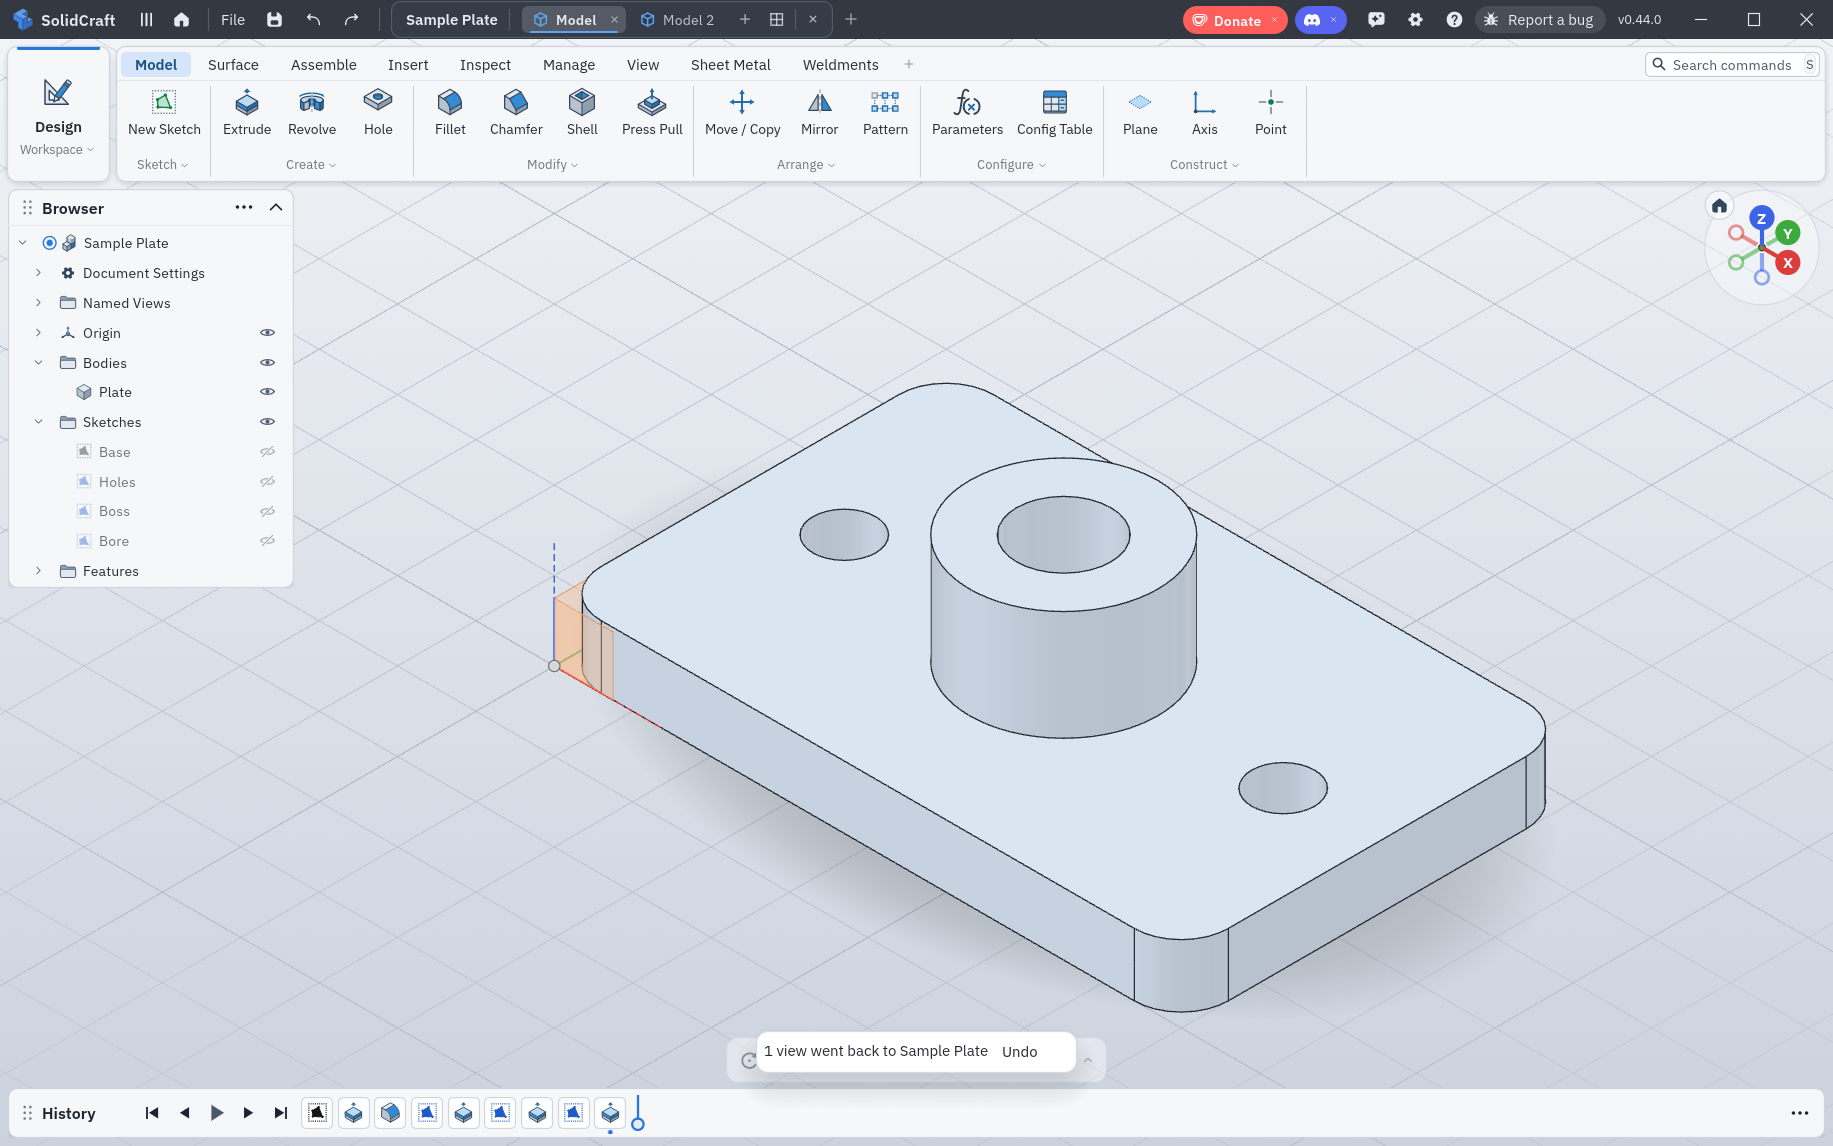 SolidCraft File Sample Plate Model × Model 2 + × + Donate × × Report a bug v0.44.0
Design
Workspace
Model Surface Assemble Insert Inspect Manage View Sheet Metal Weldments + Search commands S
New Sketch Extrude Revolve Hole Fillet Chamfer Shell Press Pull Move / Copy Mirror Pattern Parameters Config Table Plane Axis Point
Sketch Create Modify Arrange Configure Construct
Browser
Sample Plate
Document Settings
Named Views
Origin
Bodies
Plate
Sketches
Base
Holes
Boss
Bore
Features
Z
Y
X
1 view went back to Sample Plate Undo
History